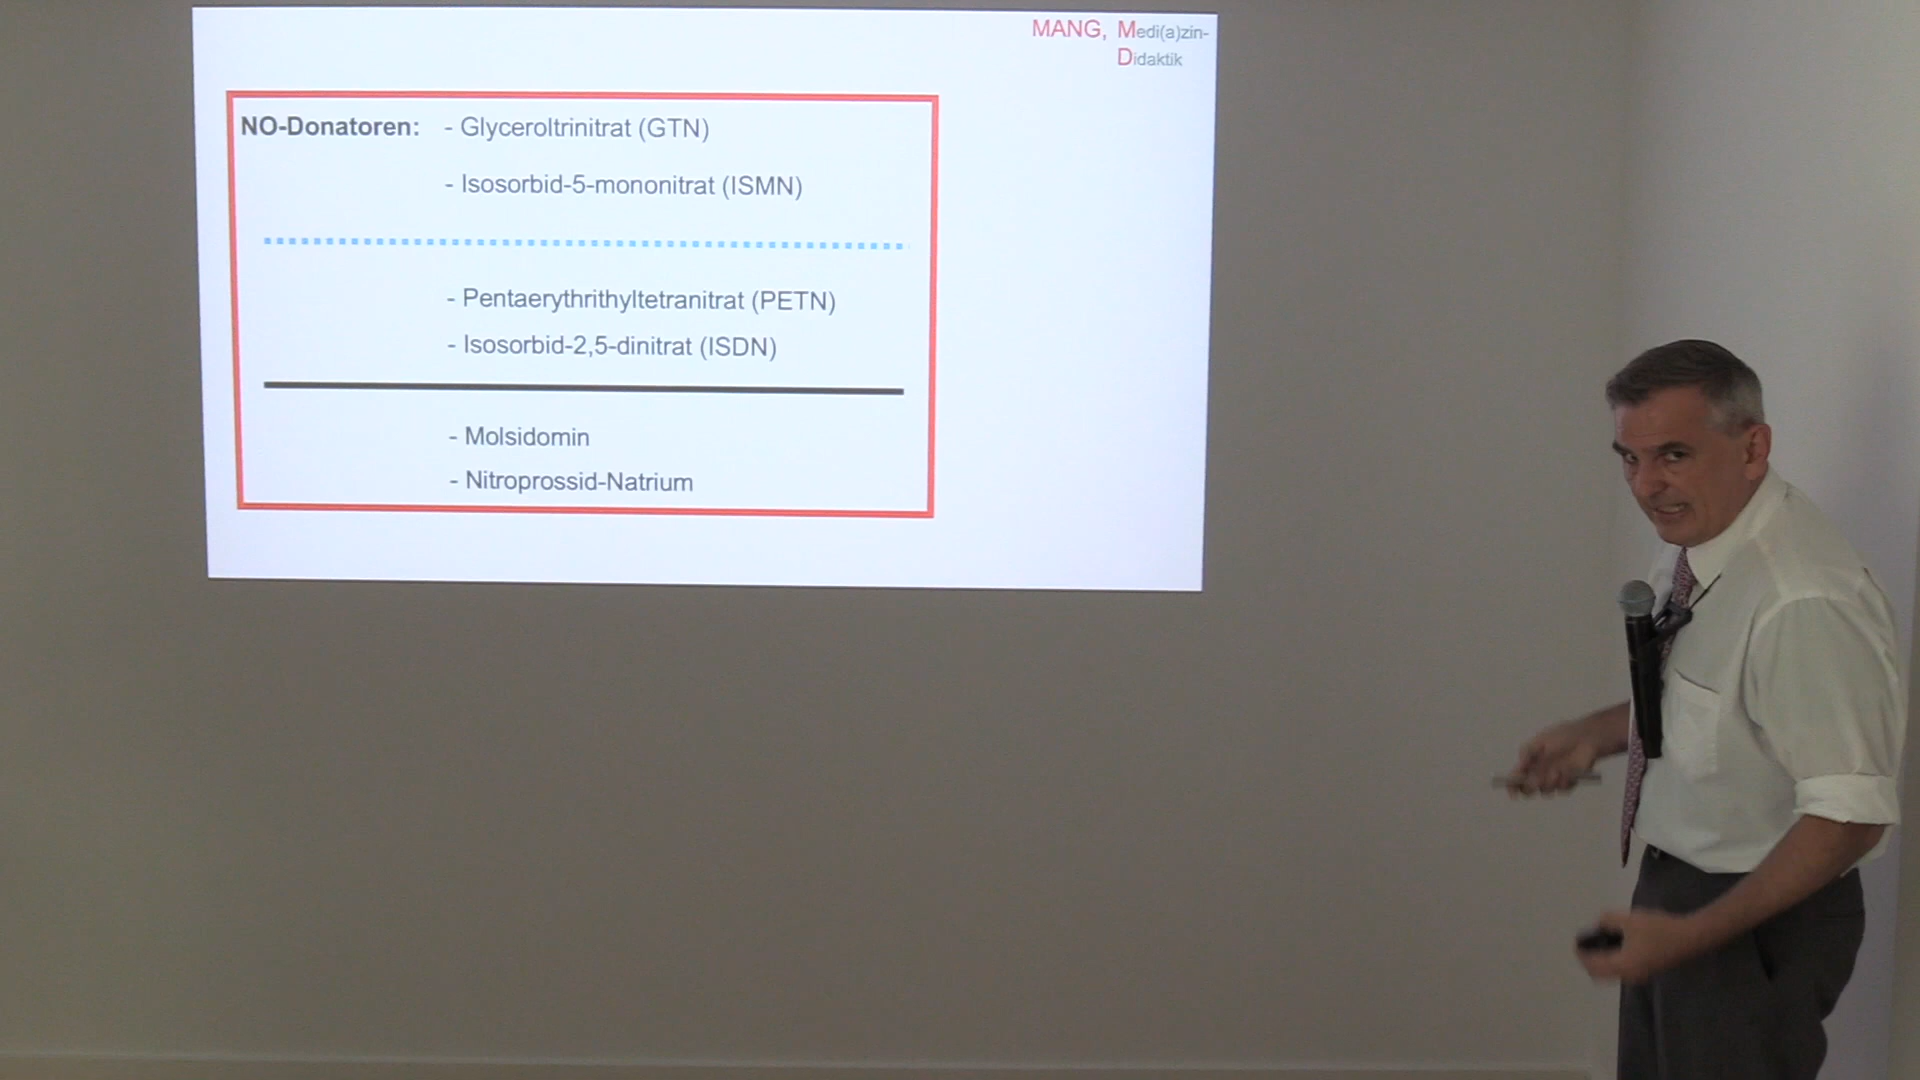 MANG, Medi(a)zin-
Didaktik
NO-Donatoren: - Glyceroltrinitrat (GTN)
- Isosorbid-5-mononitrat (ISMN)
- Pentaerythrithyltetranitrat (PETN)
- Isosorbid-2,5-dinitrat (ISDN)
- Molsidomin
- Nitroprossid-Natrium